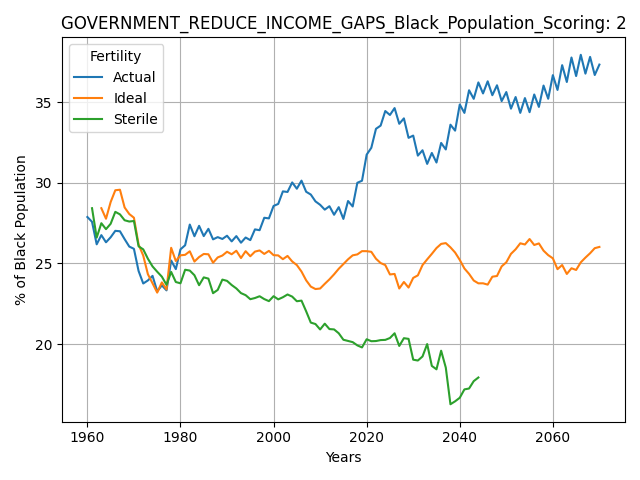 GOVERNMENT_REDUCE_INCOME_GAPS_Black_Population_Scoring: 2
Fertility
Actual
Ideal
Sterile
% of Black Population
35
30
25
20
1960
1980
2000
2020
2040
2060
Years